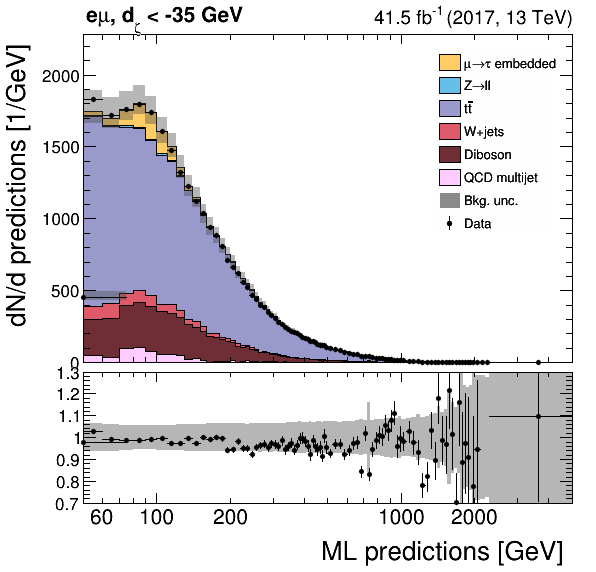 eμ, dζ < -35 GeV
41.5 fb⁻¹ (2017, 13 TeV)
dN/d predictions [1/GeV]
2000
1500
1000
500
0
μ→τ embedded
Z→ll
tt̄
W+jets
Diboson
QCD multijet
Bkg. unc.
Data
1.3
1.2
1.1
1
0.9
0.8
0.7
60
100
200
1000
2000
ML predictions [GeV]